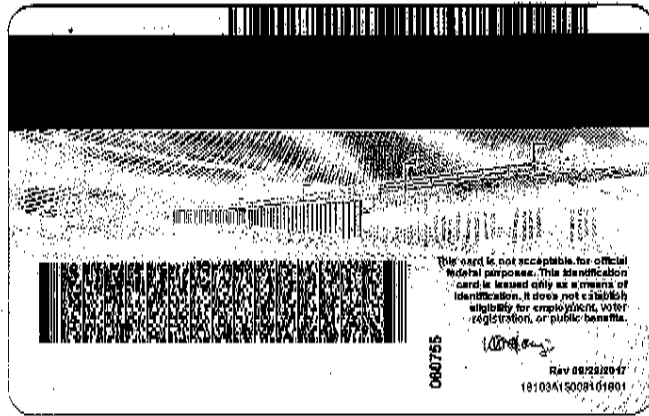 This card is not acceptable for official
federal purposes. This identification
card is issued only as a means of
identification. It does not establish
eligibility for employment, voter
registration, or public benefits.
060755
Rev 09/29/2017